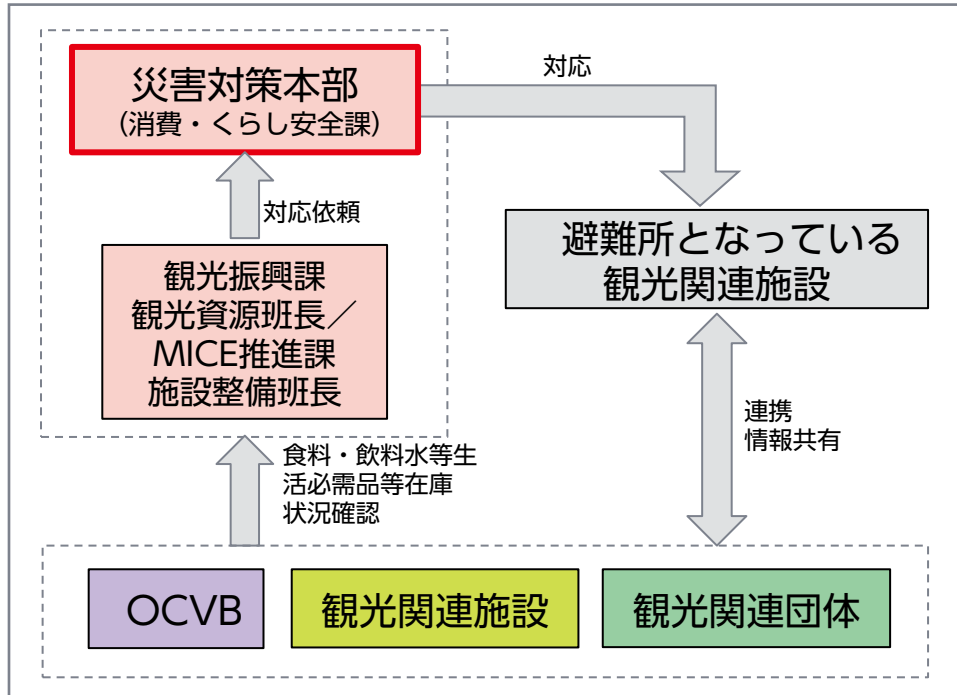 災害対策本部
(消費・くらし安全課)
対応
対応依頼
避難所となっている
観光関連施設
観光振興課
観光資源班長／
MICE推進課
施設整備班長
連携
情報共有
食料・飲料水等生
活必需品等在庫
状況確認
OCVB
観光関連施設
観光関連団体